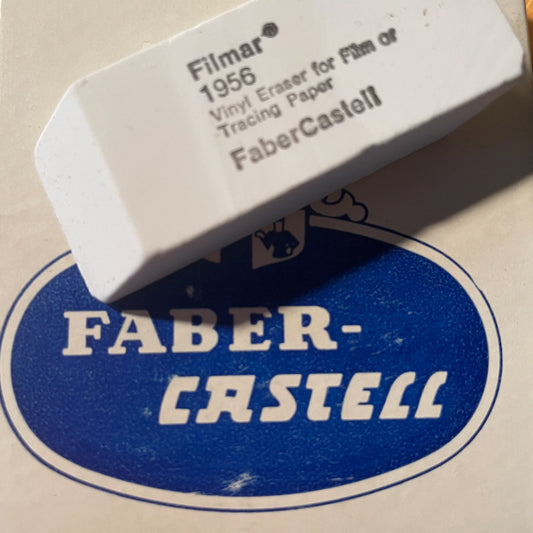 Filmar®
1956
Vinyl Eraser for Film or
Tracing Paper
FaberCastell
FABER-
CASTELL